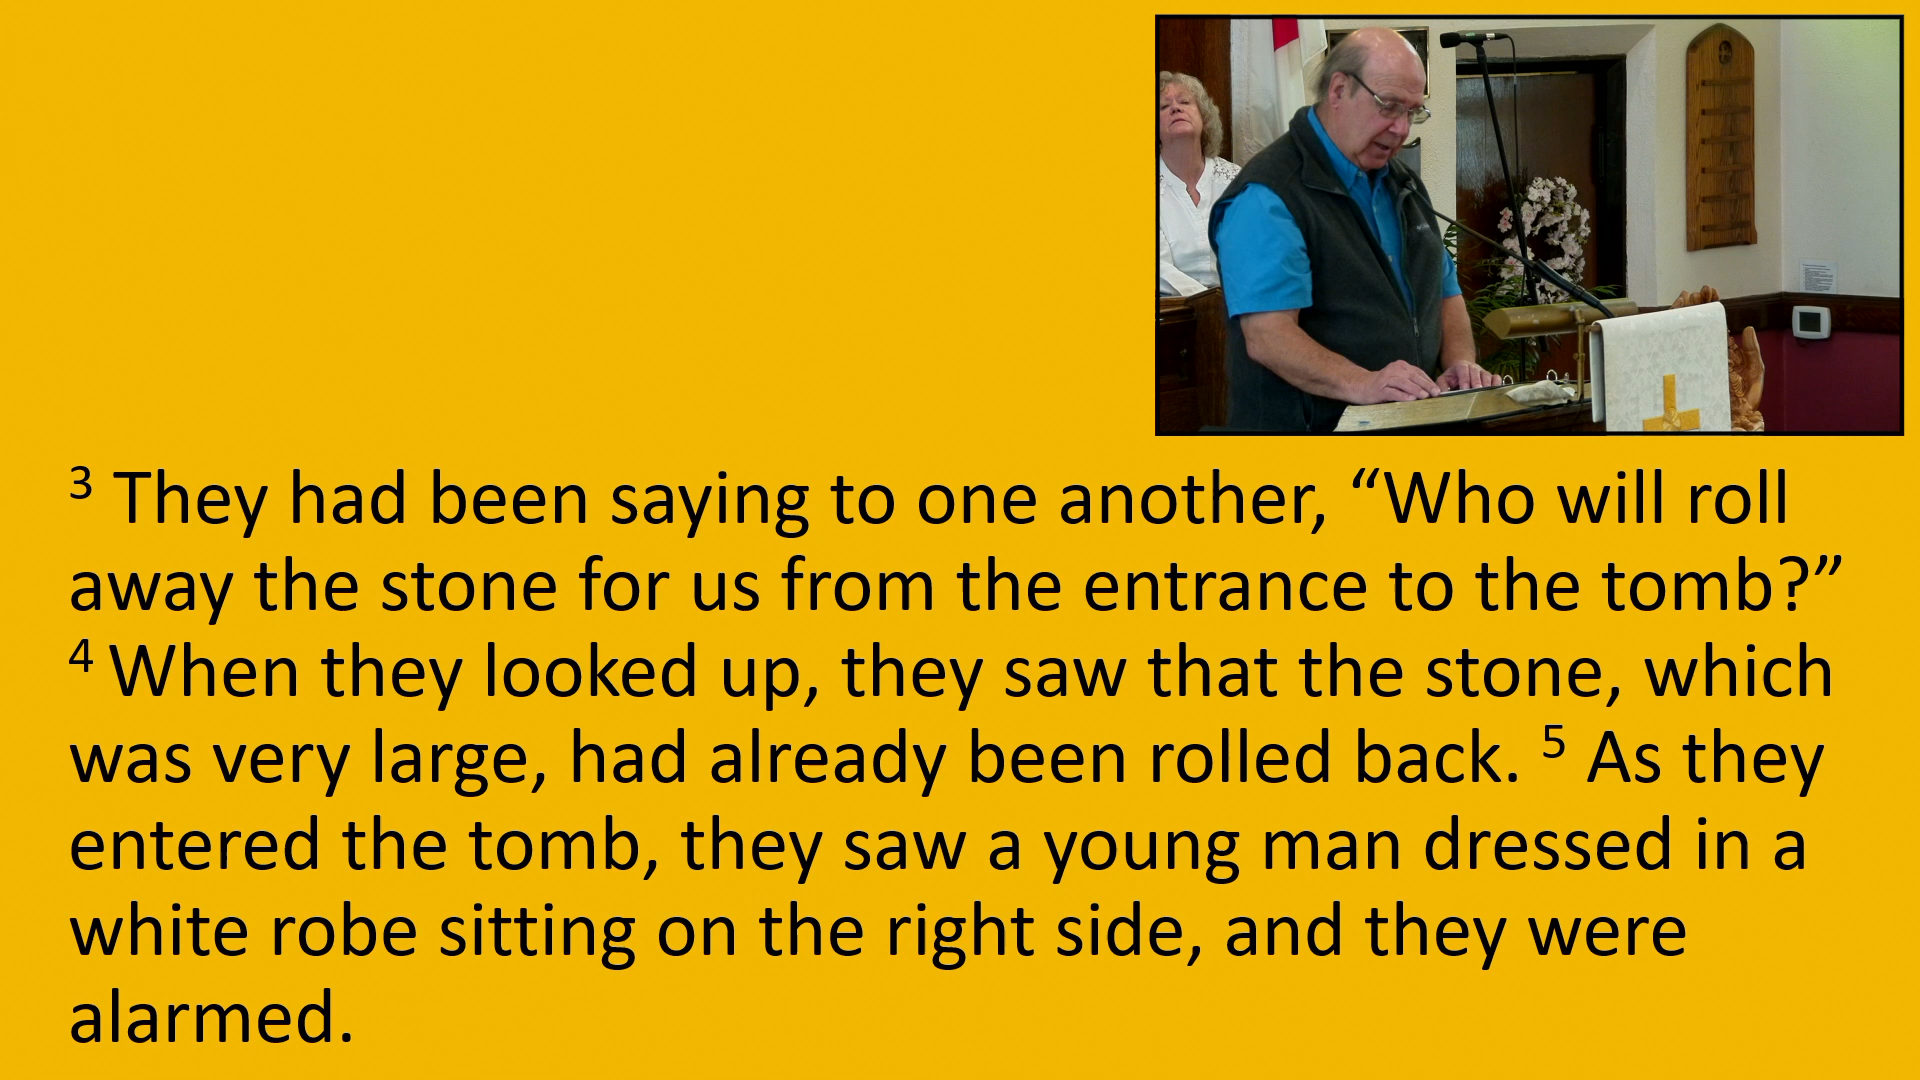 ³ They had been saying to one another, “Who will roll
away the stone for us from the entrance to the tomb?”
⁴ When they looked up, they saw that the stone, which
was very large, had already been rolled back. ⁵ As they
entered the tomb, they saw a young man dressed in a
white robe sitting on the right side, and they were
alarmed.